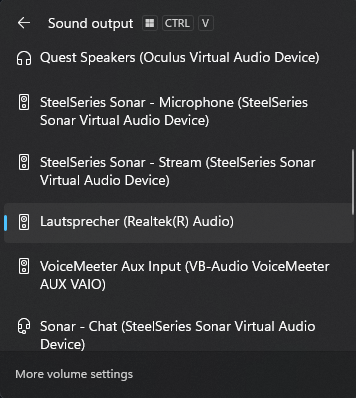 Sound output CTRL V
Quest Speakers (Oculus Virtual Audio Device)
SteelSeries Sonar - Microphone (SteelSeries
Sonar Virtual Audio Device)
SteelSeries Sonar - Stream (SteelSeries Sonar
Virtual Audio Device)
Lautsprecher (Realtek(R) Audio)
VoiceMeeter Aux Input (VB-Audio VoiceMeeter
AUX VAIO)
Sonar - Chat (SteelSeries Sonar Virtual Audio
Device)
More volume settings